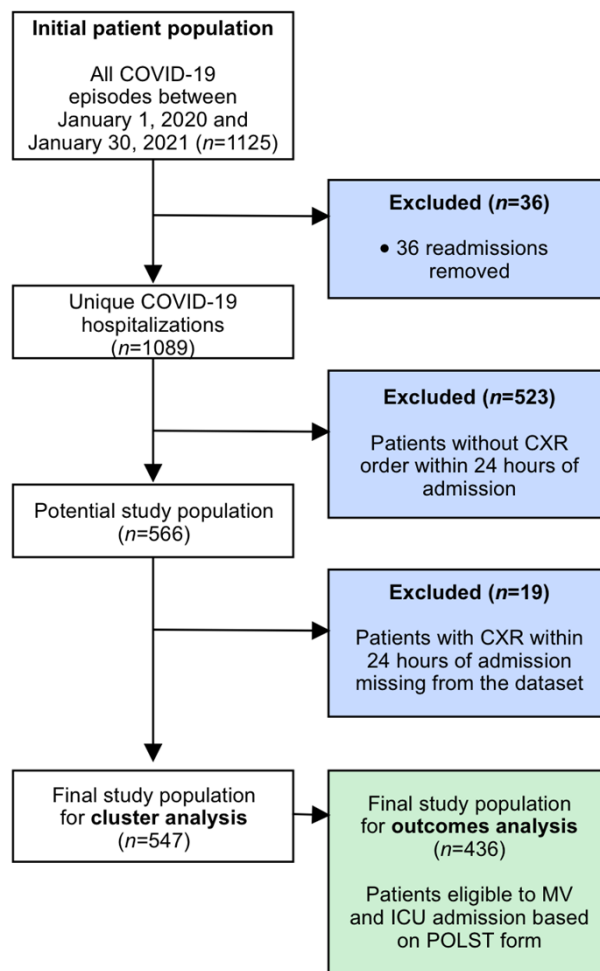 Initial patient population
All COVID-19
episodes between
January 1, 2020 and
January 30, 2021 (n=1125)
Excluded (n=36)
• 36 readmissions
removed
Unique COVID-19
hospitalizations
(n=1089)
Excluded (n=523)
Patients without CXR
order within 24 hours of
admission
Potential study population
(n=566)
Excluded (n=19)
Patients with CXR within
24 hours of admission
missing from the dataset
Final study population
for cluster analysis
(n=547)
Final study population
for outcomes analysis
(n=436)
Patients eligible to MV
and ICU admission based
on POLST form